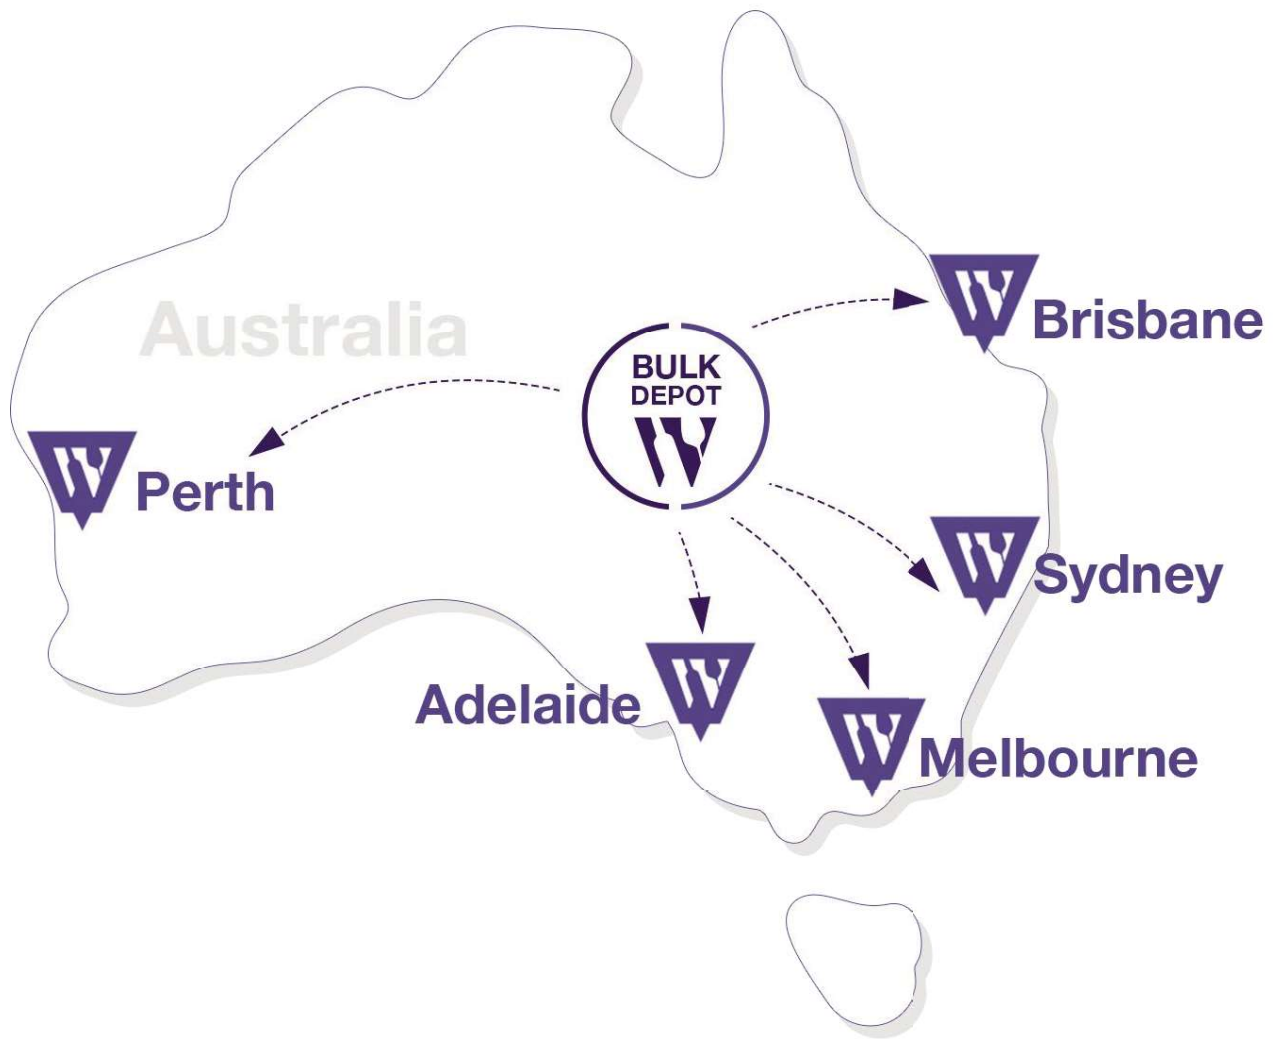 Australia
Brisbane
BULK
DEPOT
W
Perth
Sydney
Adelaide
Melbourne